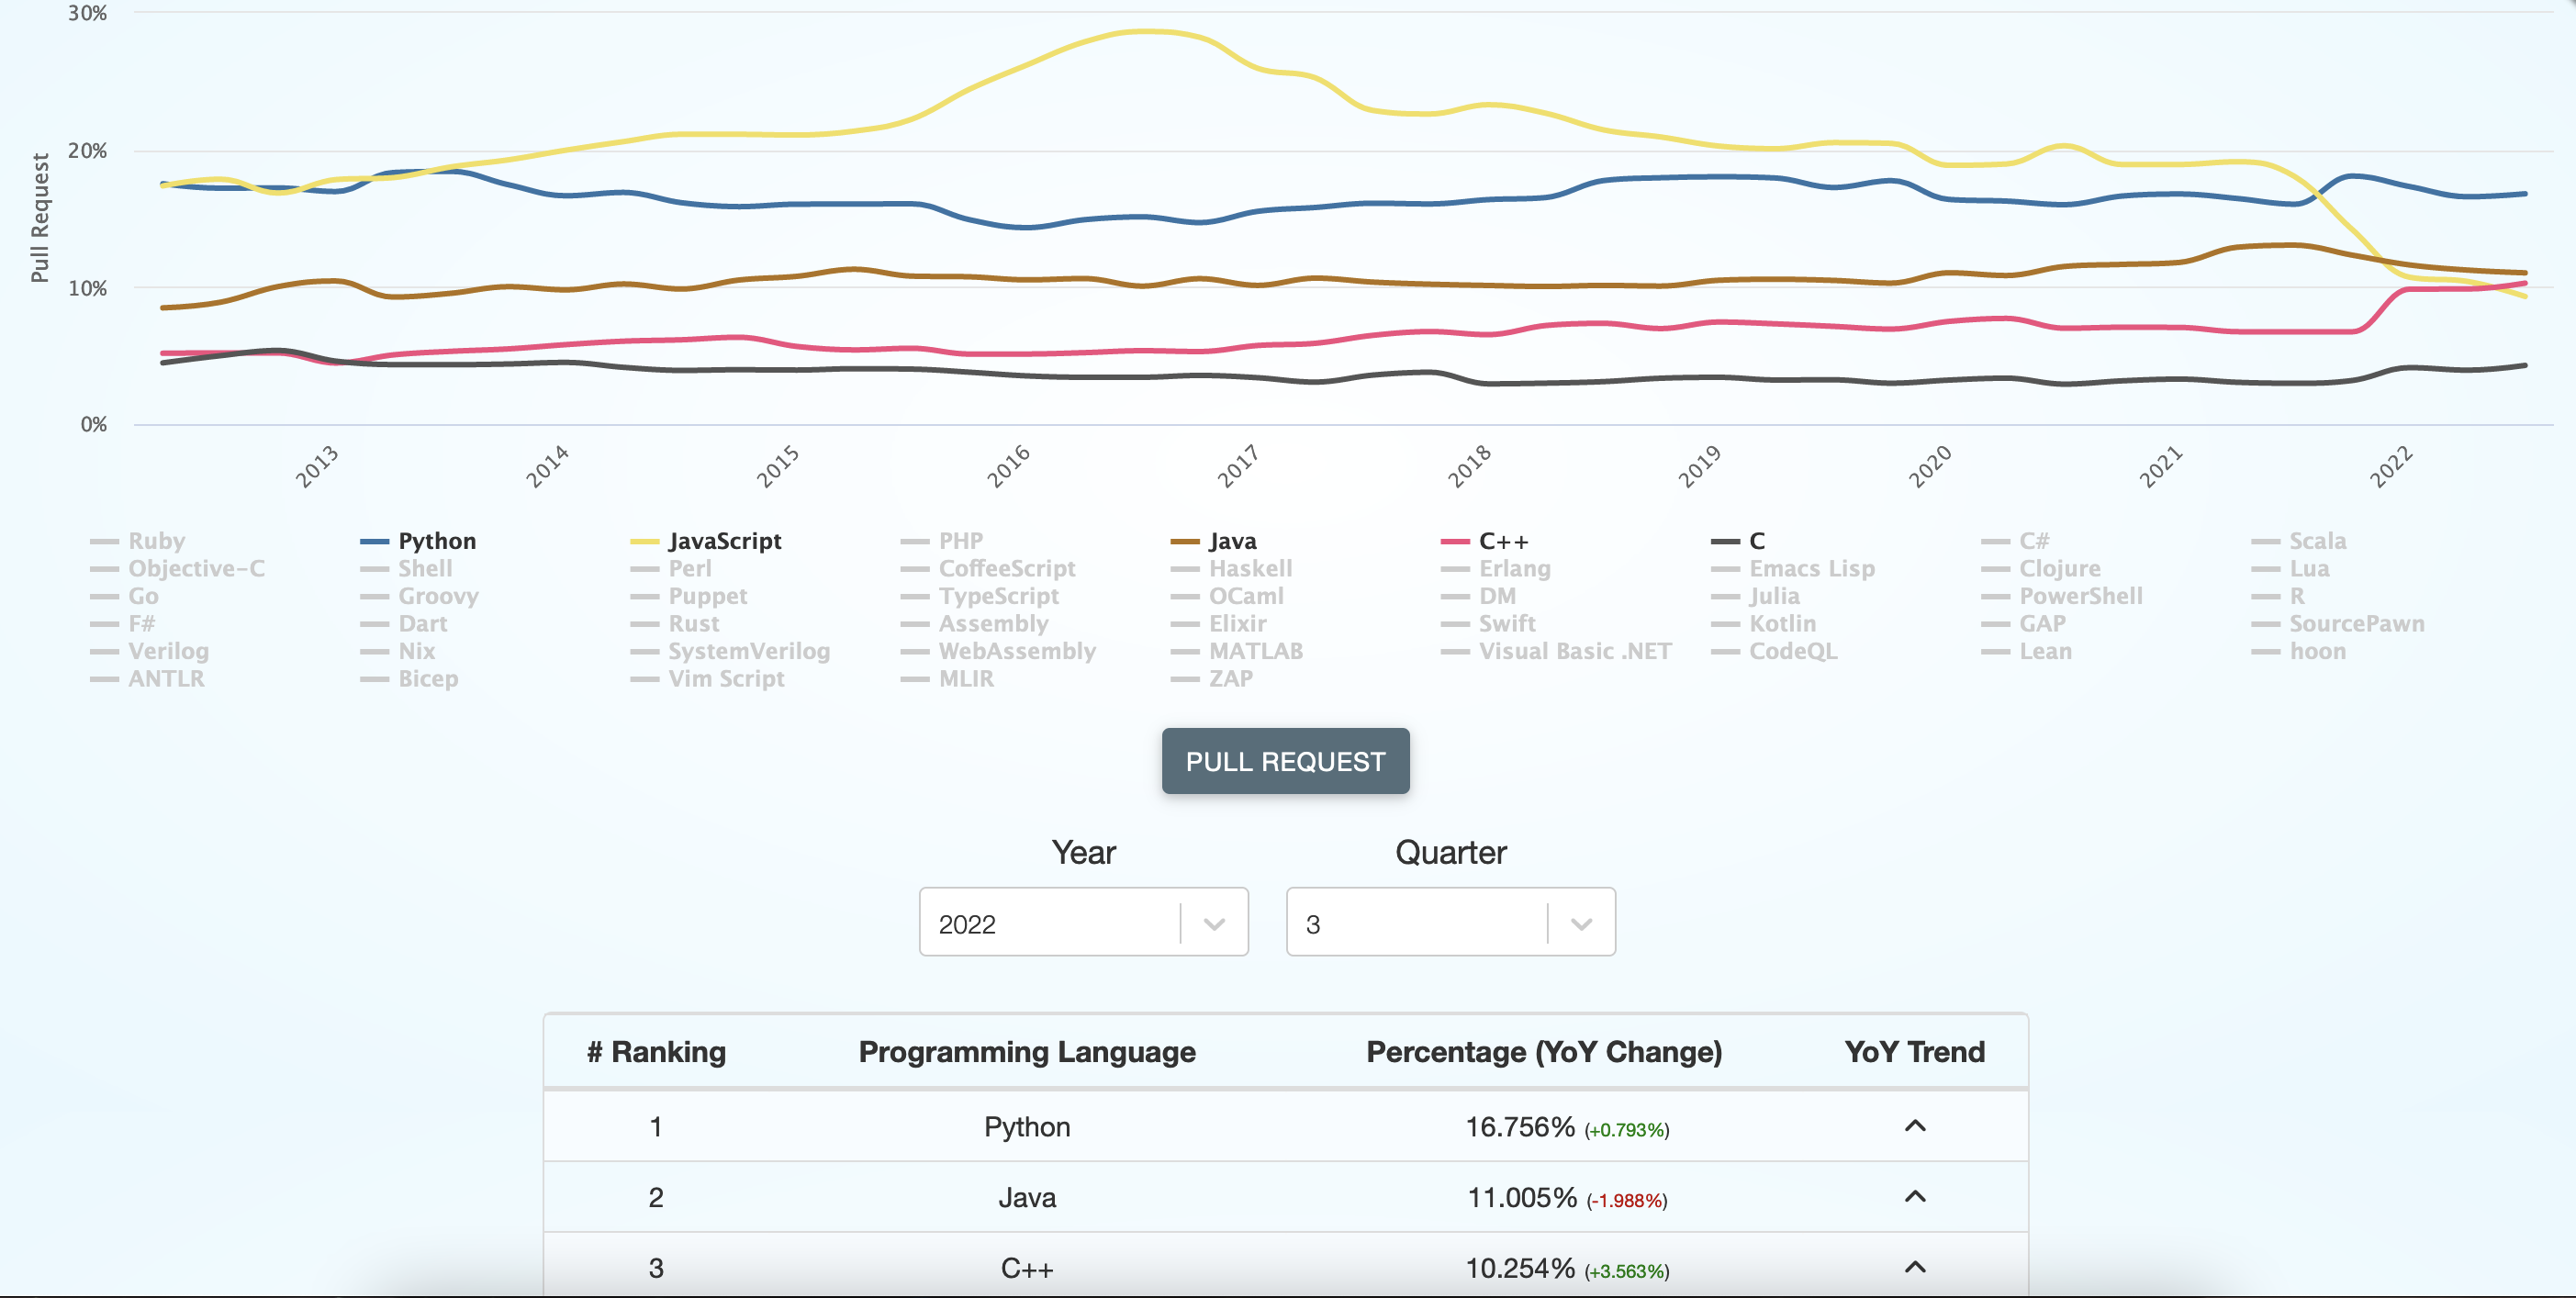 30%
20%
10%
0%
Pull Request
2013 2014 2015 2016 2017 2018 2019 2020 2021 2022
Ruby Python JavaScript PHP Java C++ C C# Scala
Objective-C Shell Perl CoffeeScript Haskell Erlang Emacs Lisp Clojure Lua
Go Groovy Puppet TypeScript OCaml DM Julia PowerShell R
F# Dart Rust Assembly Elixir Swift Kotlin GAP SourcePawn
Verilog Nix SystemVerilog WebAssembly MATLAB Visual Basic .NET CodeQL Lean hoon
ANTLR Bicep Vim Script MLIR ZAP
PULL REQUEST
Year Quarter
2022 3
# Ranking Programming Language Percentage (YoY Change) YoY Trend
1 Python 16.756% (+0.793%)
2 Java 11.005% (-1.988%)
3 C++ 10.254% (+3.563%)